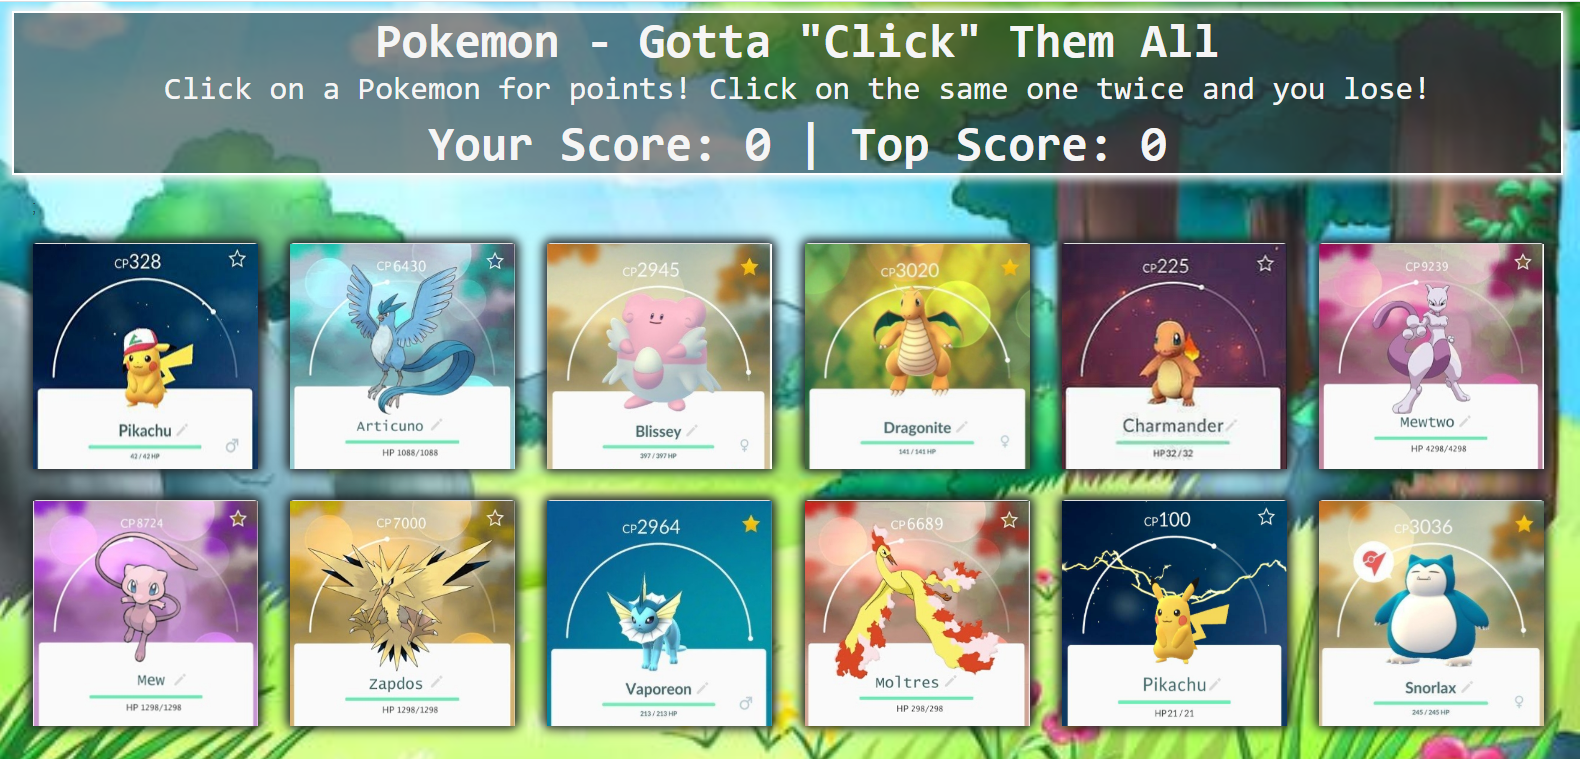 Pokemon - Gotta "Click" Them All
Click on a Pokemon for points! Click on the same one twice and you lose!
Your Score: 0 | Top Score: 0
CP328
Pikachu
42 / 42 HP
CP6430
Articuno
HP 1088/1088
CP2945
Blissey
397 / 397 HP
CP3020
Dragonite
141 / 141 HP
CP225
Charmander
HP32/32
CP9239
Mewtwo
HP 4298/4298
CP8724
Mew
HP 1298/1298
CP7000
Zapdos
HP 1298/1298
CP2964
Vaporeon
213 / 213 HP
CP6689
Moltres
HP 298/298
CP100
Pikachu
HP21/21
CP3036
Snorlax
245 / 245 HP